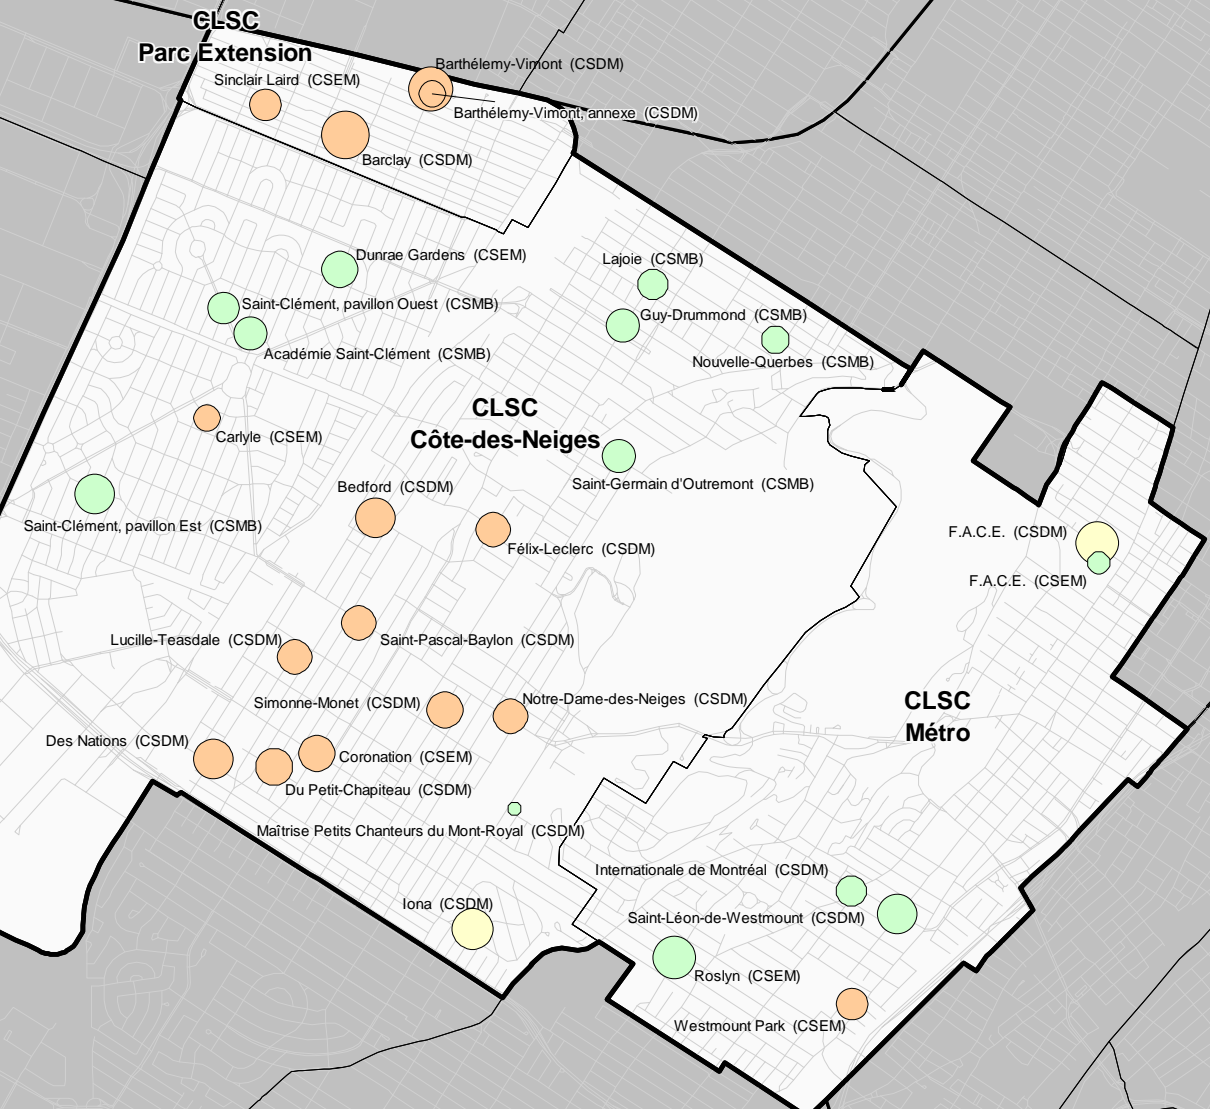 CLSC
Parc Extension
Barthélemy-Vimont (CSDM)
Sinclair Laird (CSEM)
Barthélemy-Vimont, annexe (CSDM)
Barclay (CSDM)
Dunrae Gardens (CSEM)
Lajoie (CSMB)
Saint-Clément, pavillon Ouest (CSMB)
Guy-Drummond (CSMB)
Académie Saint-Clément (CSMB)
Nouvelle-Querbes (CSMB)
CLSC
Côte-des-Neiges
Carlyle (CSEM)
Saint-Germain d'Outremont (CSMB)
Bedford (CSDM)
Saint-Clément, pavillon Est (CSMB)
F.A.C.E. (CSDM)
Félix-Leclerc (CSDM)
F.A.C.E. (CSEM)
Lucille-Teasdale (CSDM)
Saint-Pascal-Baylon (CSDM)
Simonne-Monet (CSDM)
Notre-Dame-des-Neiges (CSDM)
CLSC
Métro
Des Nations (CSDM)
Coronation (CSEM)
Du Petit-Chapiteau (CSDM)
Maîtrise Petits Chanteurs du Mont-Royal (CSDM)
Internationale de Montréal (CSDM)
Iona (CSDM)
Saint-Léon-de-Westmount (CSDM)
Roslyn (CSEM)
Westmount Park (CSEM)